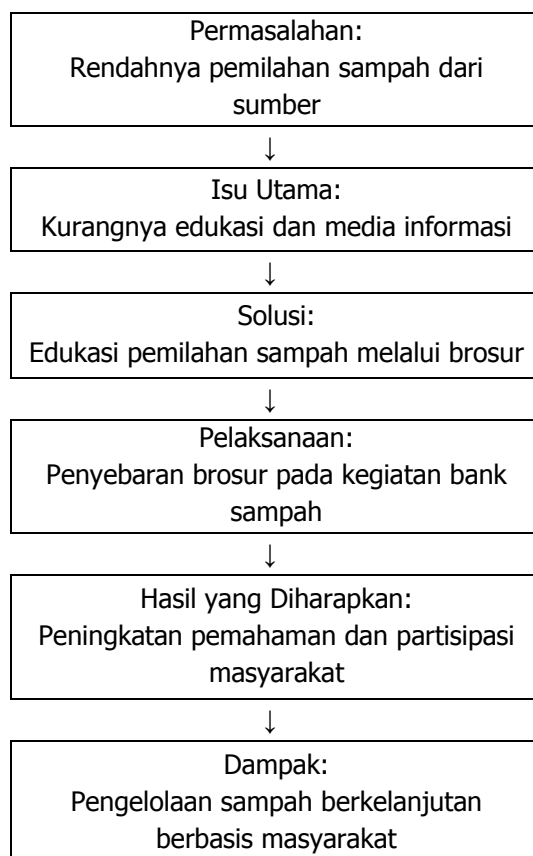 Permasalahan:
Rendahnya pemilahan sampah dari
sumber
↓
Isu Utama:
Kurangnya edukasi dan media informasi
↓
Solusi:
Edukasi pemilahan sampah melalui brosur
↓
Pelaksanaan:
Penyebaran brosur pada kegiatan bank
sampah
↓
Hasil yang Diharapkan:
Peningkatan pemahaman dan partisipasi
masyarakat
↓
Dampak:
Pengelolaan sampah berkelanjutan
berbasis masyarakat